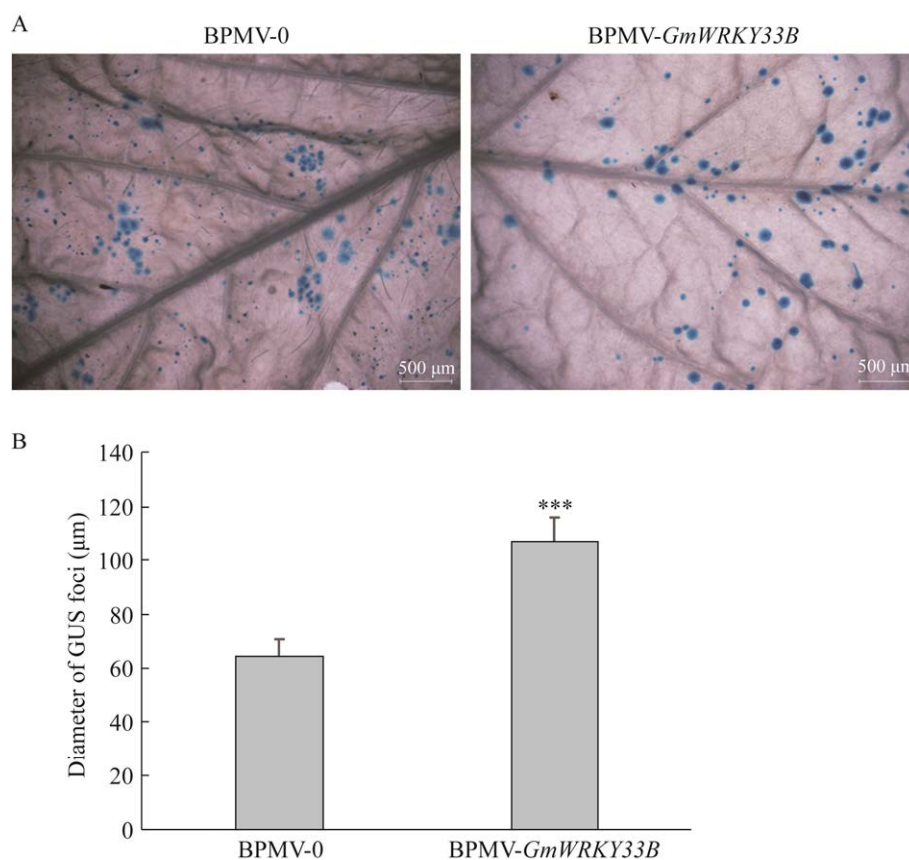 A
BPMV-0
BPMV-GmWRKY33B
500 μm
500 μm
B
Diameter of GUS foci (μm)
140
120
100
80
60
40
20
0
***
BPMV-0
BPMV-GmWRKY33B